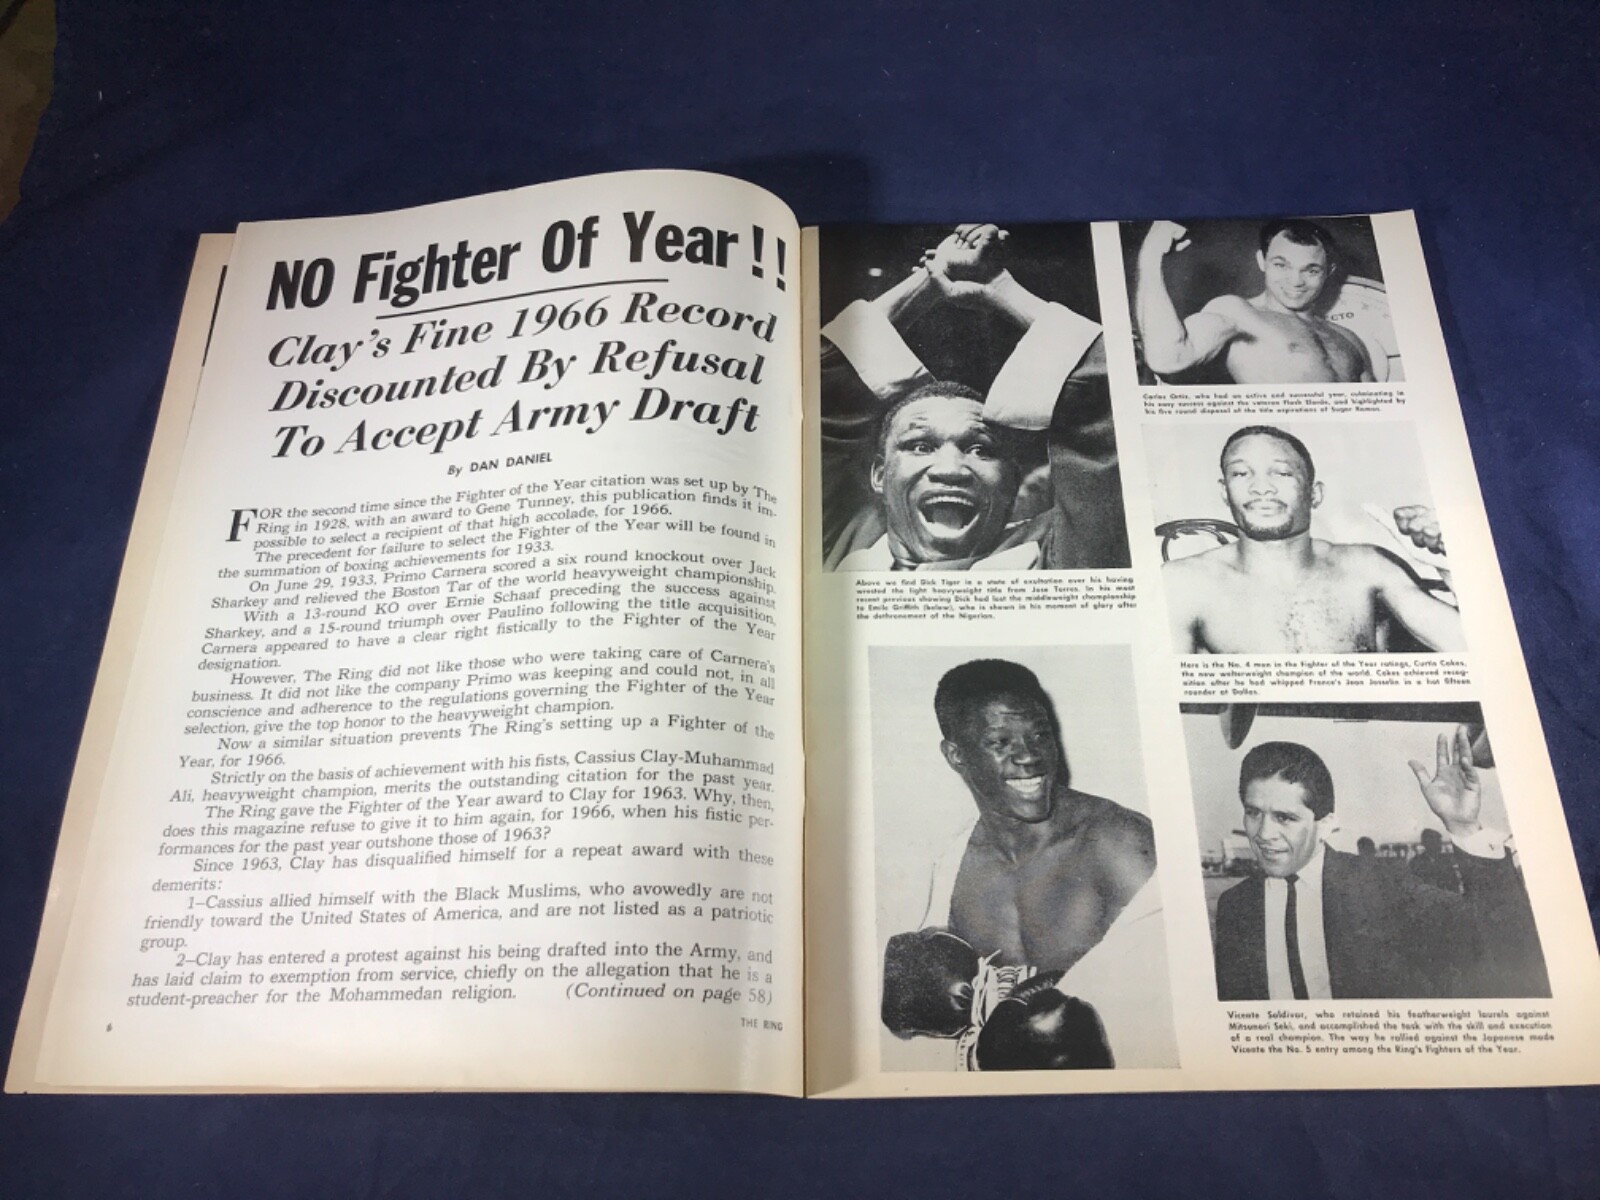 NO Fighter Of Year!!
Clay's Fine 1966 Record
Discounted By Refusal
To Accept Army Draft
By DAN DANIEL
FOR the second time since the Fighter of the Year citation was set up by The
Ring in 1928, with an award to Gene Tunney, this publication finds it im-
possible to select a recipient of that high accolade, for 1966.
The precedent for failure to select the Fighter of the Year will be found in
the summation of boxing achievements for 1933.
On June 29, 1933, Primo Carnera scored a six round knockout over Jack
Sharkey and relieved the Boston Tar of the world heavyweight championship.
With a 13-round KO over Ernie Schaaf preceding the success against
Sharkey, and a 15-round triumph over Paulino following the title acquisition,
Carnera appeared to have a clear right fistically to the Fighter of the Year
designation.
However, The Ring did not like those who were taking care of Carnera's
business. It did not like the company Primo was keeping and could not, in all
conscience and adherence to the regulations governing the Fighter of the Year
selection, give the top honor to the heavyweight champion.
Now a similar situation prevents The Ring's setting up a Fighter of the
Year, for 1966.
Strictly on the basis of achievement with his fists, Cassius Clay-Muhammad
Ali, heavyweight champion, merits the outstanding citation for the past year.
The Ring gave the Fighter of the Year award to Clay for 1963. Why, then,
does this magazine refuse to give it to him again, for 1966, when his fistic per-
formances for the past year outshone those of 1963?
Since 1963, Clay has disqualified himself for a repeat award with these
demerits:
1—Cassius allied himself with the Black Muslims, who avowedly are not
friendly toward the United States of America, and are not listed as a patriotic
group.
2—Clay has entered a protest against his being drafted into the Army, and
has laid claim to exemption from service, chiefly on the allegation that he is a
student-preacher for the Mohammedan religion. (Continued on page 58)
6
THE RING
CTO
Carlos Ortiz, who had an active and successful year, culminating in
his easy success against the veteran Flash Elorde, and highlighted by
his five round disposal of the title aspirations of Sugar Ramos.
Above we find Dick Tiger in a state of exultation over his having
wrested the light heavyweight title from Jose Torres. In his most
recent previous showing Dick had lost the middleweight championship
to Emile Griffith (below), who is shown in his moment of glory after
the dethronement of the Nigerian.
Here is the No. 4 man in the Fighter of the Year ratings, Curtis Cokes,
the new welterweight champion of the world. Cokes achieved recog-
nition after he had whipped France's Jean Josselin in a hot fifteen
rounder at Dallas.
Vicente Saldivar, who retained his featherweight laurels against
Mitsunori Seki, and accomplished the task with the skill and execution
of a real champion. The way he rallied against the Japanese made
Vicente the No. 5 entry among the Ring's Fighters of the Year.